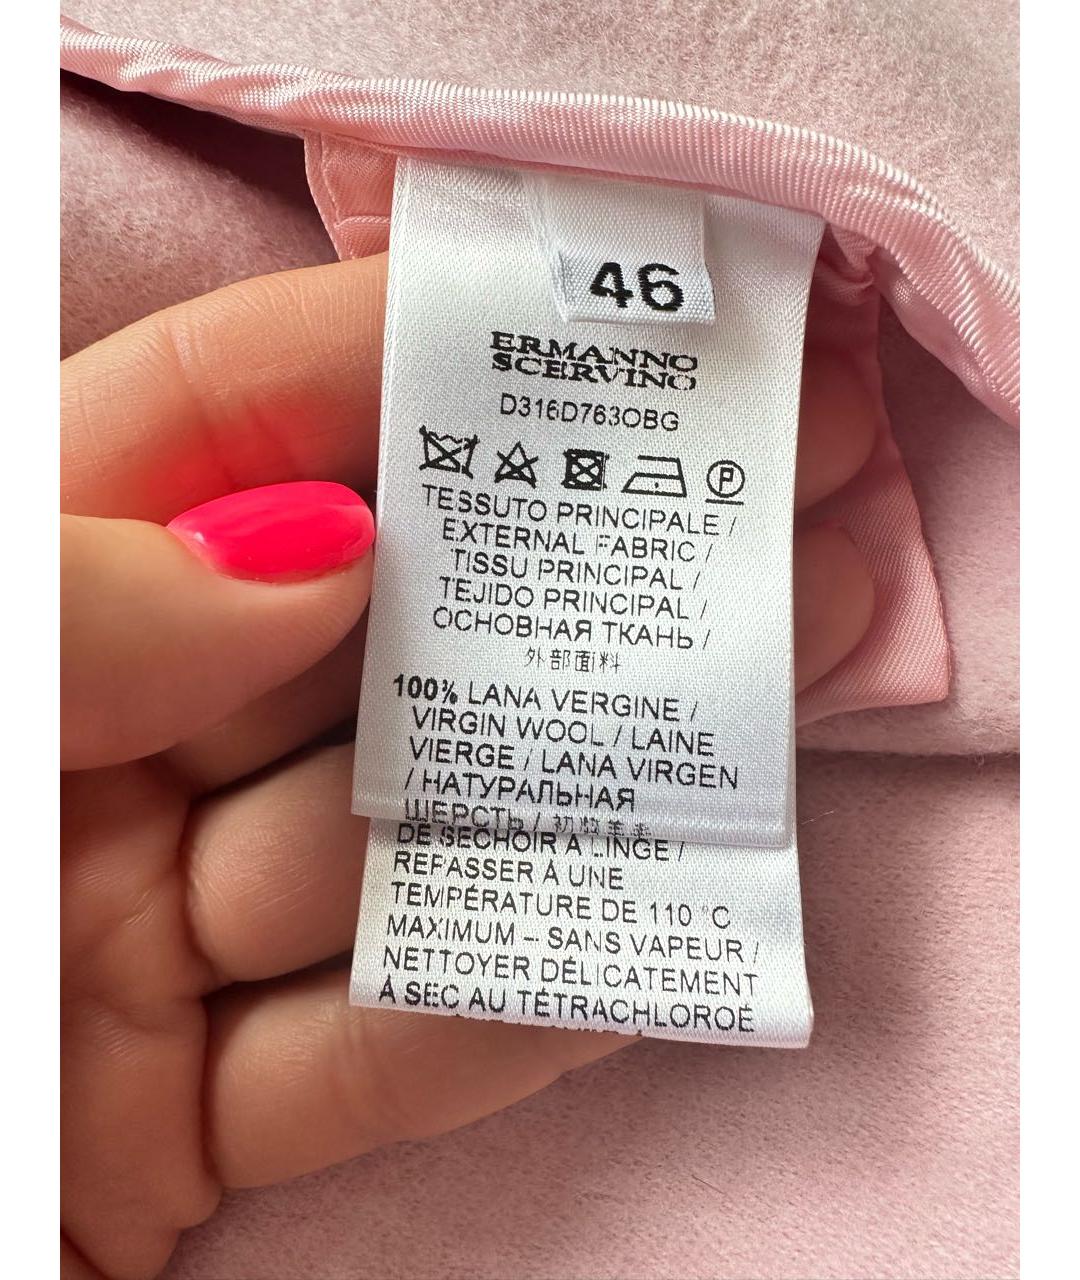 46
ERMANNO
SCERVINO
D316D763OBG
P
TESSUTO PRINCIPALE /
EXTERNAL FABRIC /
TISSU PRINCIPAL /
TEJIDO PRINCIPAL /
ОСНОВНАЯ ТКАНЬ /
外部面料
100% LANA VERGINE /
VIRGIN WOOL / LAINE
VIERGE / LANA VIRGEN
/ НАТУРАЛЬНАЯ
ШЕРСТЬ /
DE SECHOIR À LINGE /
REPASSER À UNE
TEMPÉRATURE DE 110 °C
MAXIMUM – SANS VAPEUR /
NETTOYER DÉLICATEMENT
À SEC AU TÉTRACHLOROÉ